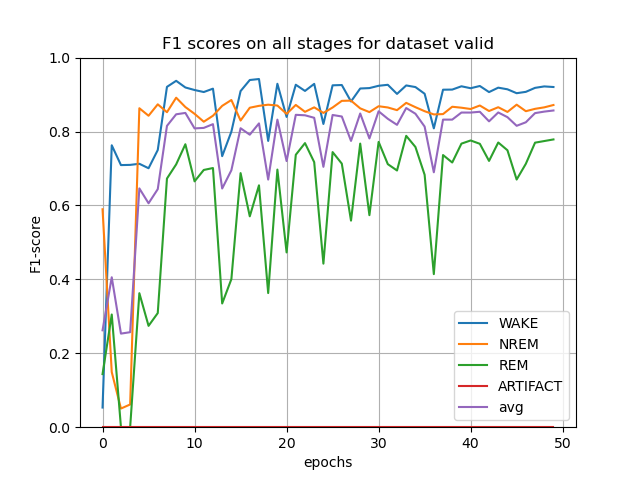 F1 scores on all stages for dataset valid
F1-score
1.0
0.8
0.6
0.4
0.2
0.0
0
10
20
30
40
50
epochs
WAKE
NREM
REM
ARTIFACT
avg